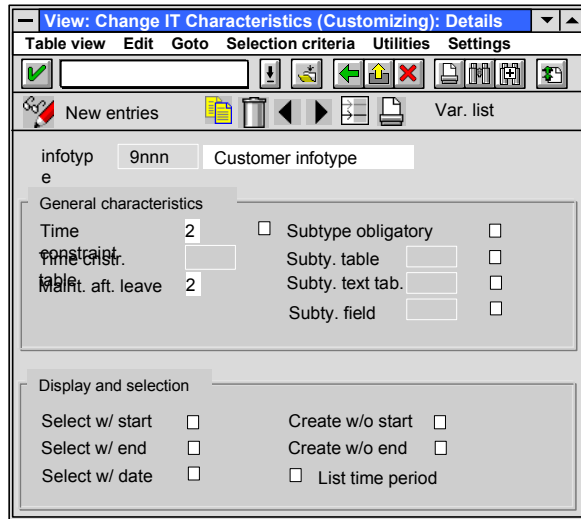 View: Change IT Characteristics (Customizing): Details
Table view Edit Goto Selection criteria Utilities Settings
New entries Var. list
infotyp
e
9nnn Customer infotype
General characteristics
Time
constraint
2 Subtype obligatory
Time cnstr.
table
Subty. table
Maint. aft. leave 2 Subty. text tab.
Subty. field
Display and selection
Select w/ start Create w/o start
Select w/ end Create w/o end
Select w/ date List time period